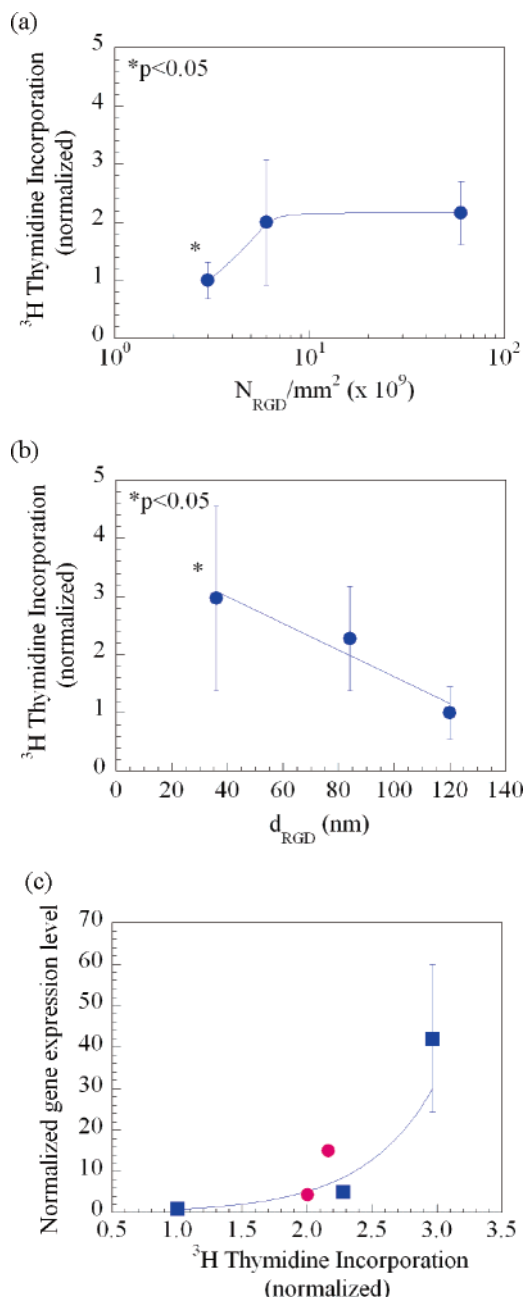 (a)
5
*p<0.05
4
3
2
*
1
0
³H Thymidine Incorporation
(normalized)
10⁰ 10¹ 10²
N_RGD/mm² (x 10⁹)
(b)
5
*p<0.05
4
*
3
2
1
0
³H Thymidine Incorporation
(normalized)
0 20 40 60 80 100 120 140
d_RGD (nm)
(c)
70
60
50
40
30
20
10
0
Normalized gene expression level
0.5 1.0 1.5 2.0 2.5 3.0 3.5
³H Thymidine Incorporation
(normalized)